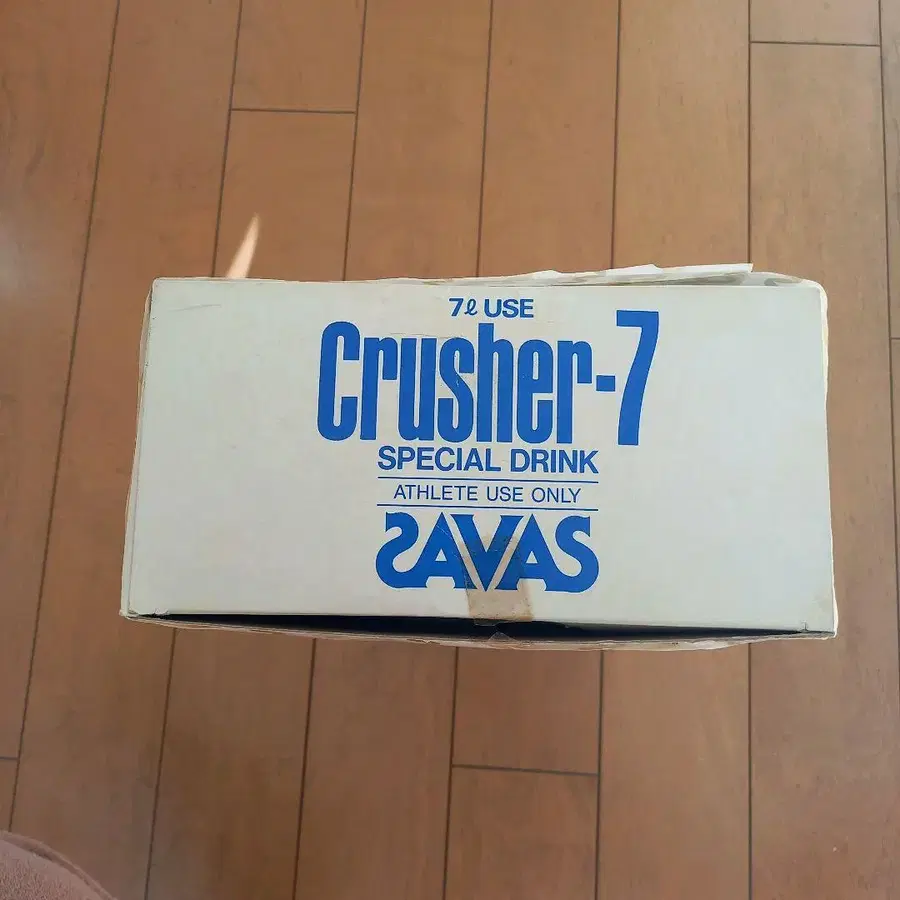 7ℓ USE
Crusher-7
SPECIAL DRINK
ATHLETE USE ONLY
SAVAS